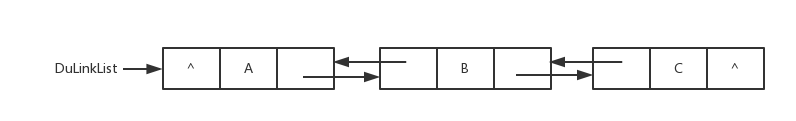 DuLinkList ^ A B C ^